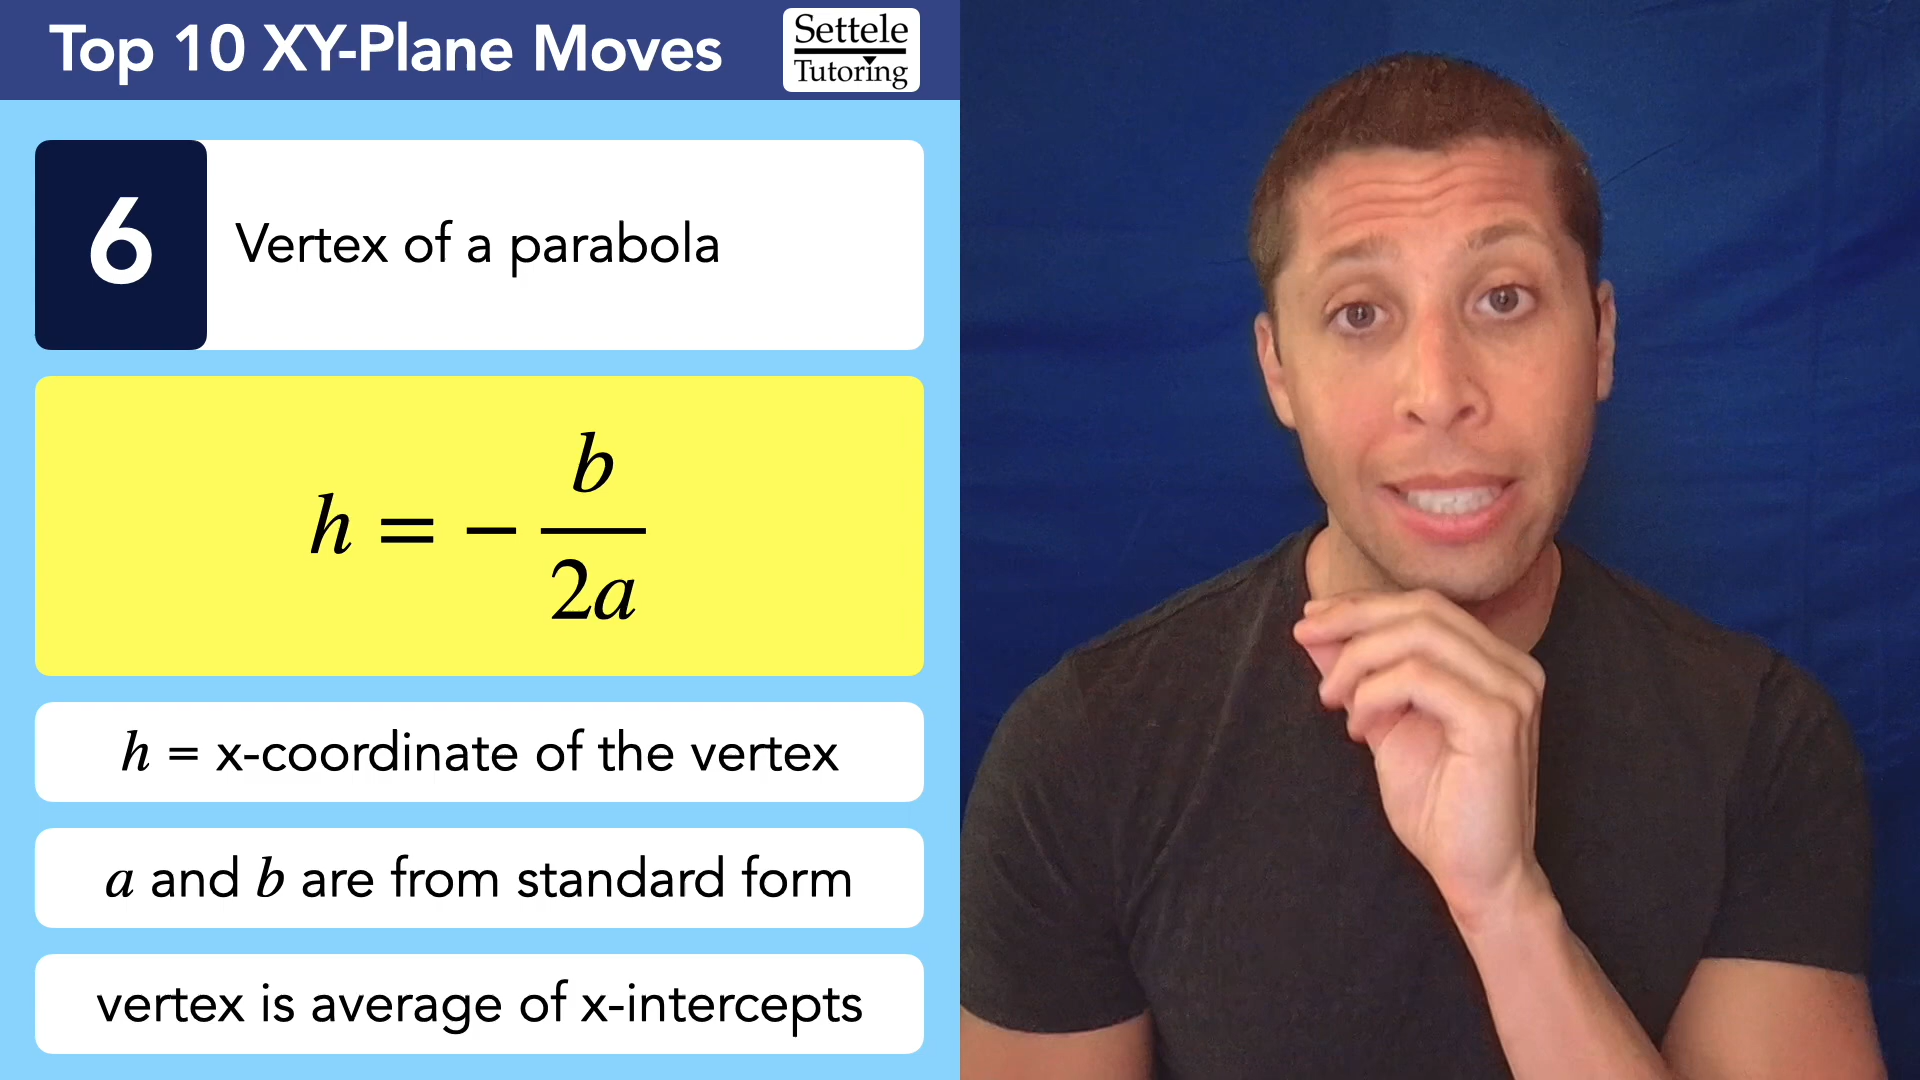 Top 10 XY-Plane Moves
Settele
Tutoring
6
Vertex of a parabola
h = − b/2a
h = x-coordinate of the vertex
a and b are from standard form
vertex is average of x-intercepts